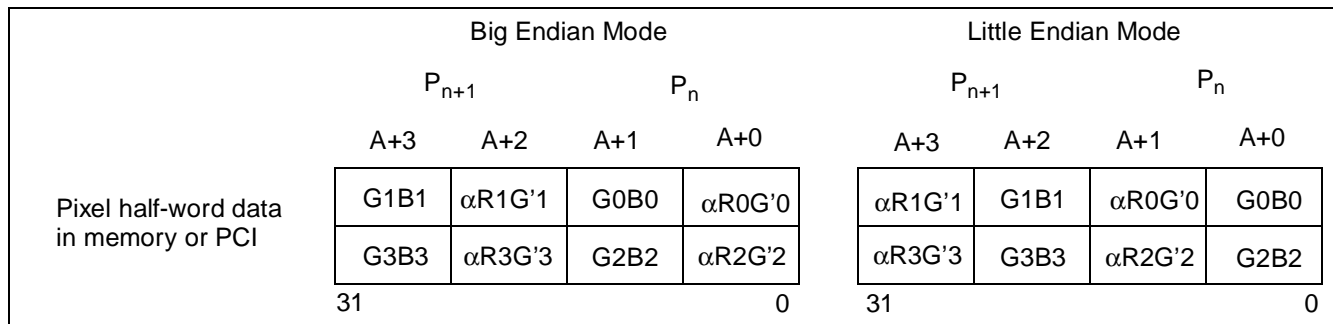 Big Endian Mode Little Endian Mode
Pn+1 Pn Pn+1 Pn
A+3 A+2 A+1 A+0 A+3 A+2 A+1 A+0
G1B1 αR1G'1 G0B0 αR0G'0 αR1G'1 G1B1 αR0G'0 G0B0
Pixel half-word data
in memory or PCI
G3B3 αR3G'3 G2B2 αR2G'2 αR3G'3 G3B3 αR2G'2 G2B2
31 0 31 0